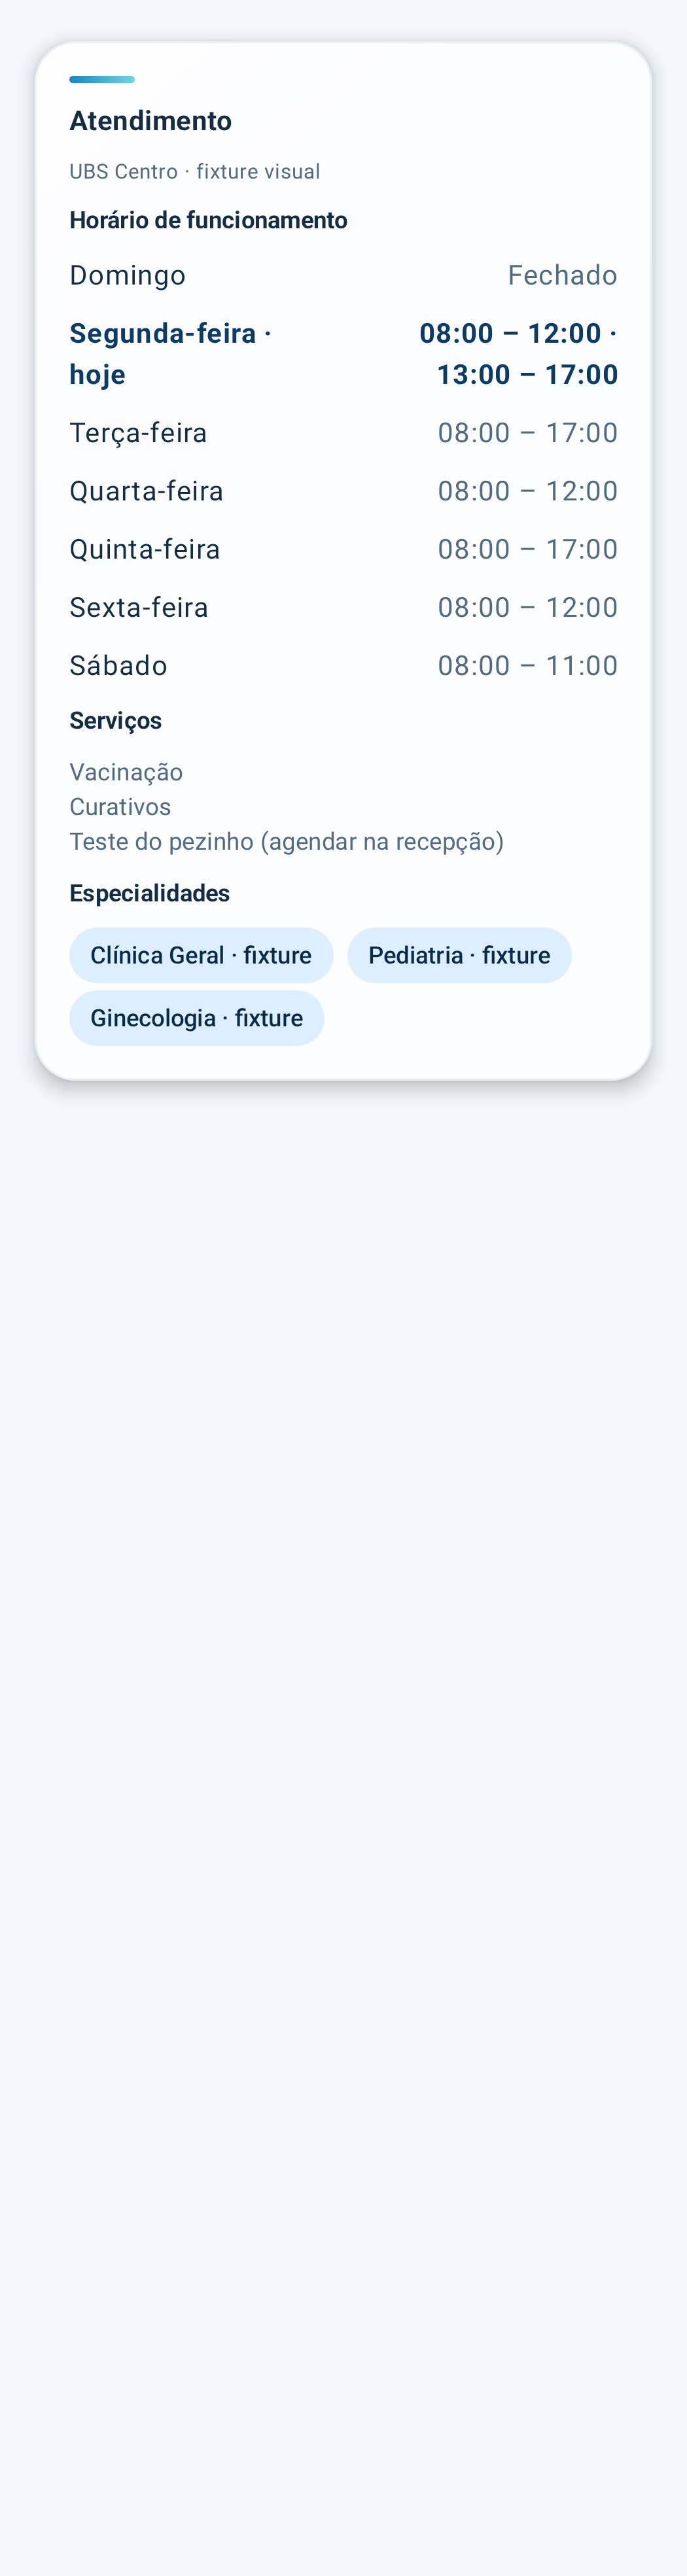 Atendimento
UBS Centro · fixture visual
Horário de funcionamento
Domingo Fechado
Segunda-feira · 08:00 – 12:00 ·
hoje 13:00 – 17:00
Terça-feira 08:00 – 17:00
Quarta-feira 08:00 – 12:00
Quinta-feira 08:00 – 17:00
Sexta-feira 08:00 – 12:00
Sábado 08:00 – 11:00
Serviços
Vacinação
Curativos
Teste do pezinho (agendar na recepção)
Especialidades
Clínica Geral · fixture Pediatria · fixture
Ginecologia · fixture